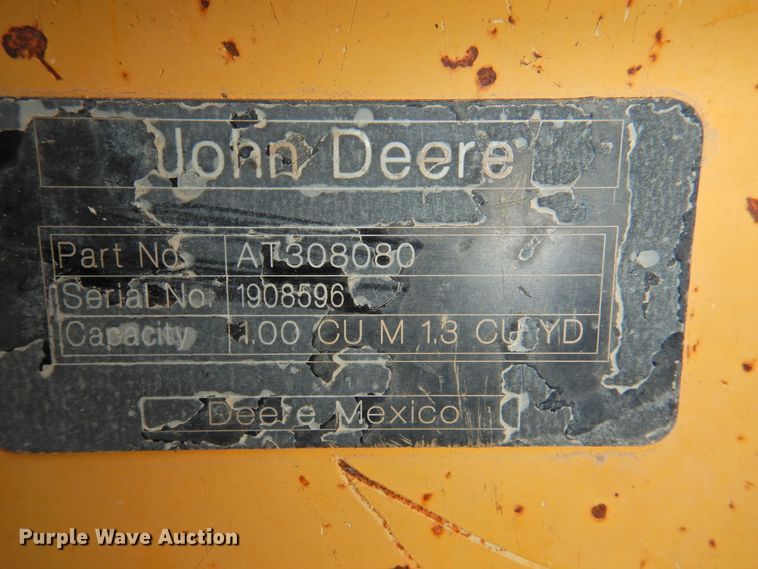 John Deere
Part No. AT308080
Serial No. 1908596
Capacity 1.00 CU M 1.3 CU YD
Deere Mexico
Purple Wave Auction